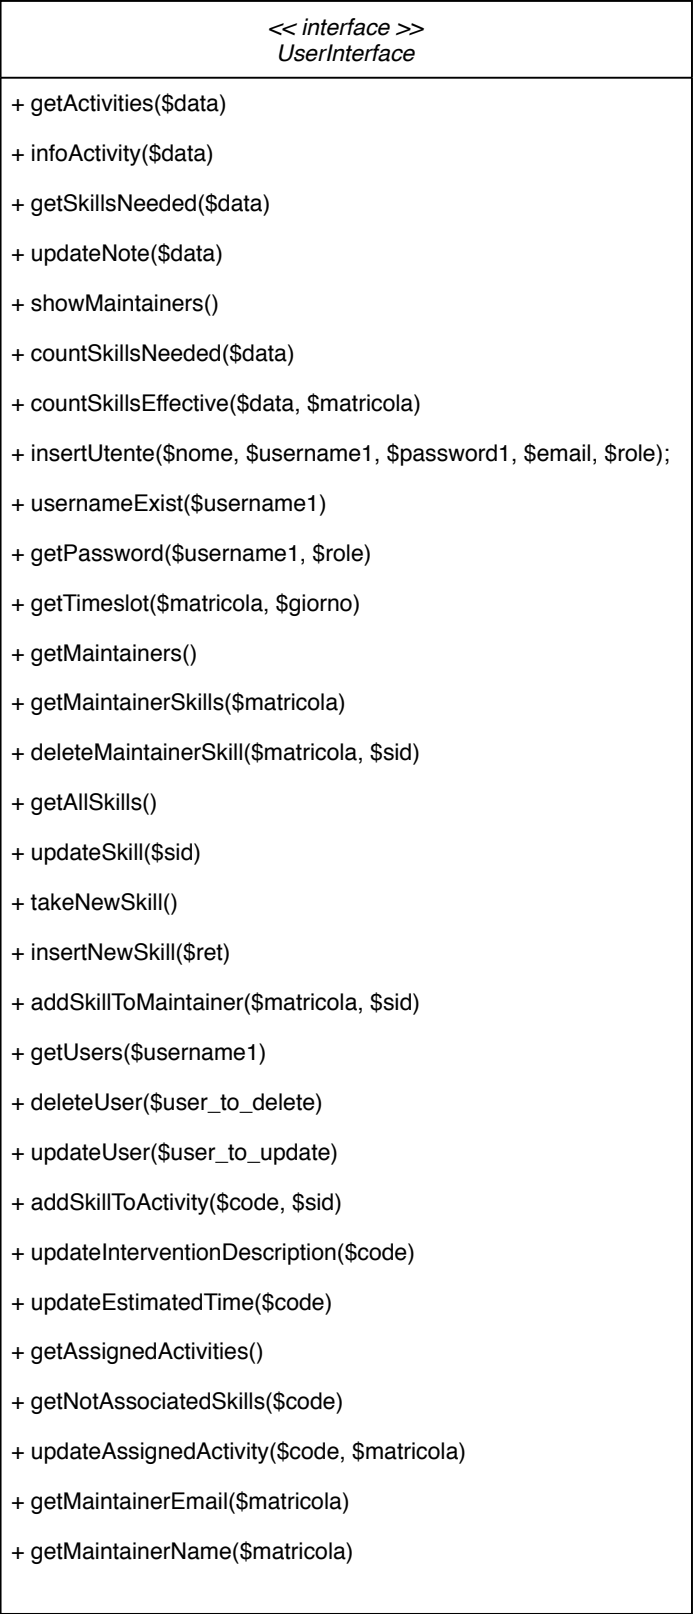 << interface >>
UserInterface
+ getActivities($data)
+ infoActivity($data)
+ getSkillsNeeded($data)
+ updateNote($data)
+ showMaintainers()
+ countSkillsNeeded($data)
+ countSkillsEffective($data, $matricola)
+ insertUtente($nome, $username1, $password1, $email, $role);
+ usernameExist($username1)
+ getPassword($username1, $role)
+ getTimeslot($matricola, $giorno)
+ getMaintainers()
+ getMaintainerSkills($matricola)
+ deleteMaintainerSkill($matricola, $sid)
+ getAllSkills()
+ updateSkill($sid)
+ takeNewSkill()
+ insertNewSkill($ret)
+ addSkillToMaintainer($matricola, $sid)
+ getUsers($username1)
+ deleteUser($user_to_delete)
+ updateUser($user_to_update)
+ addSkillToActivity($code, $sid)
+ updateInterventionDescription($code)
+ updateEstimatedTime($code)
+ getAssignedActivities()
+ getNotAssociatedSkills($code)
+ updateAssignedActivity($code, $matricola)
+ getMaintainerEmail($matricola)
+ getMaintainerName($matricola)